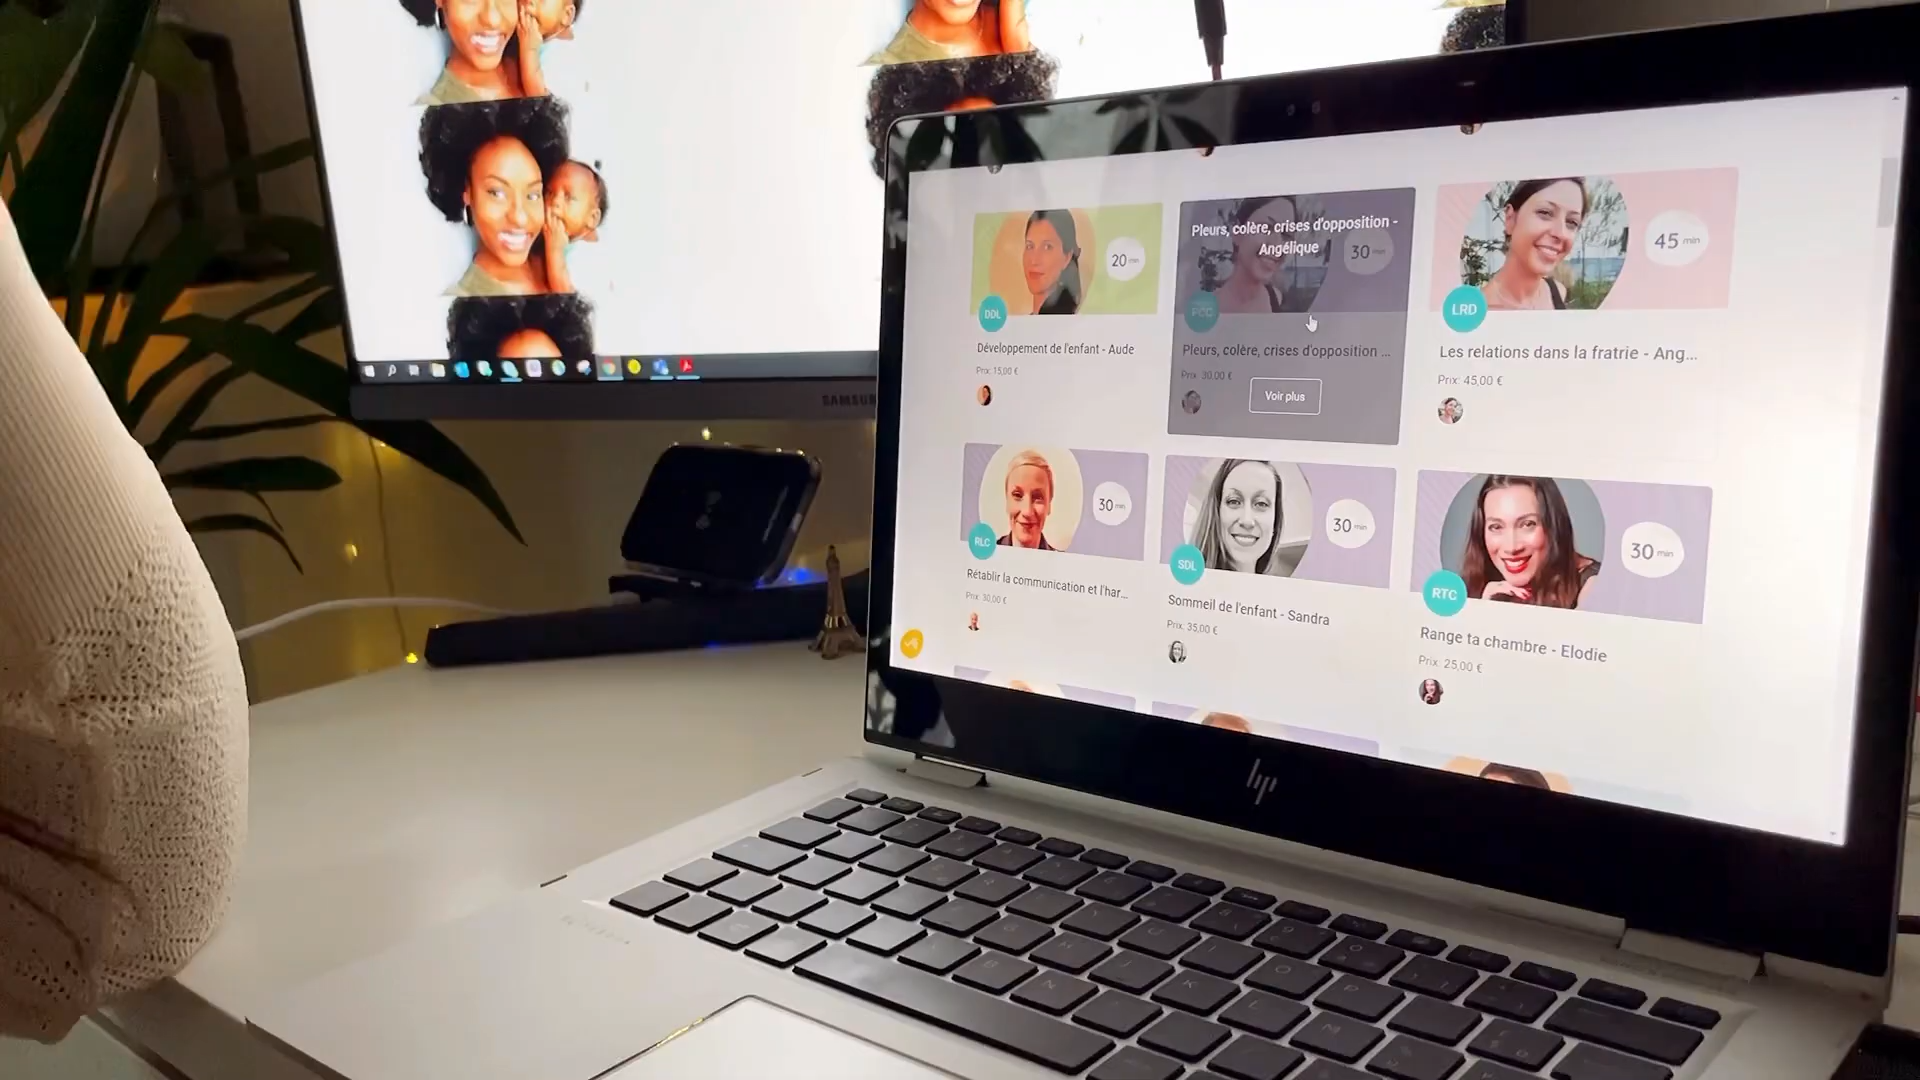 SAMSUNG
20 min
DDL
Développement de l'enfant - Aude
Prix: 15,00 €
Pleurs, colère, crises d'opposition -
Angélique
30 min
PCC
Pleurs, colère, crises d'opposition ...
Prix: 30,00 €
Voir plus
45 min
LRD
Les relations dans la fratrie - Ang...
Prix: 45,00 €
30 min
RLC
Rétablir la communication et l'har...
Prix: 30,00 €
30 min
SDL
Sommeil de l'enfant - Sandra
Prix: 35,00 €
30 min
RTC
Range ta chambre - Elodie
Prix: 25,00 €
hp